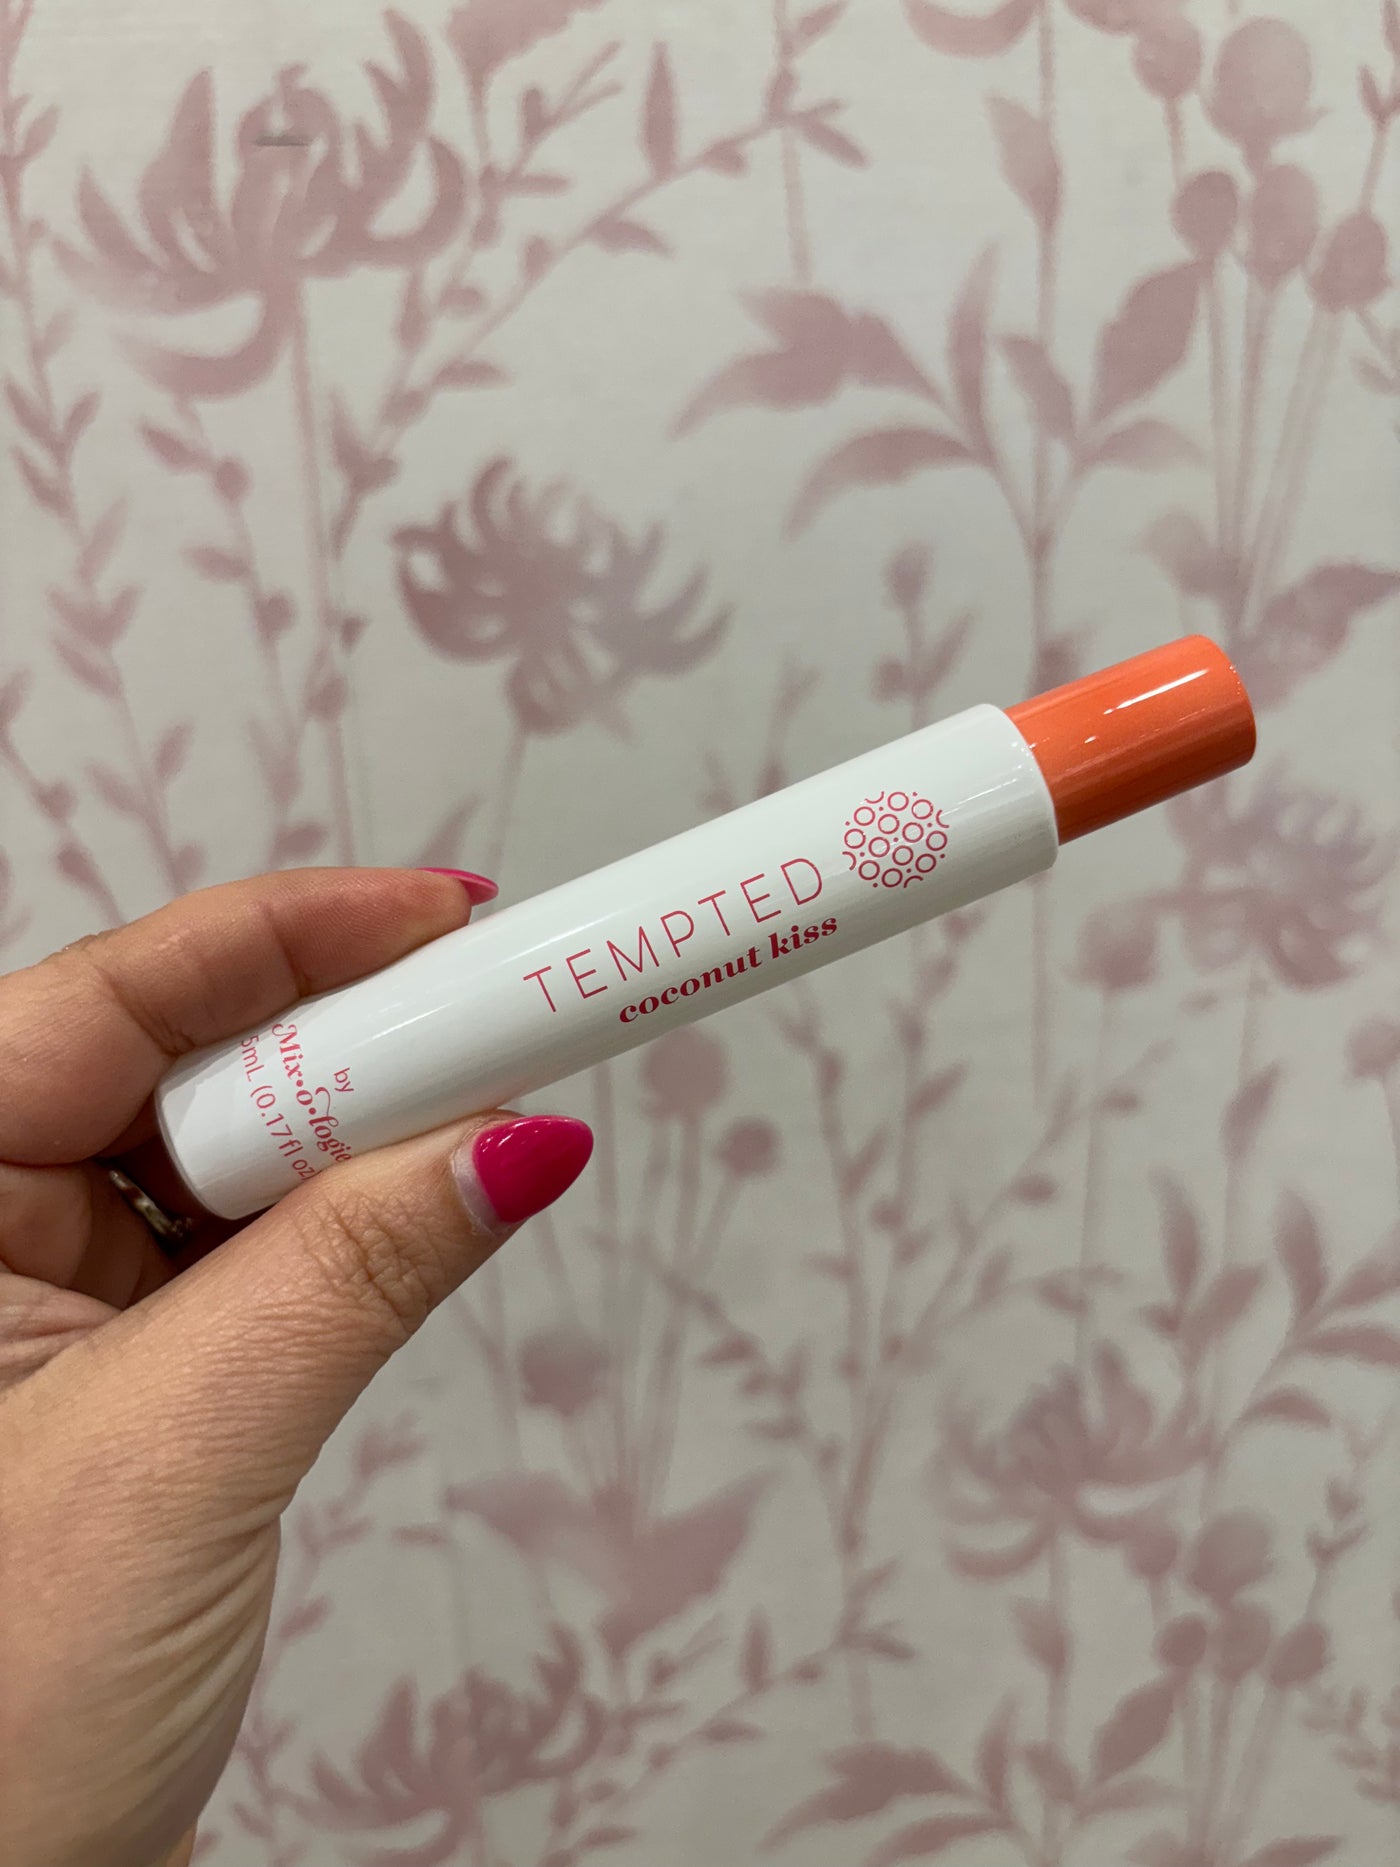 TEMPTED
coconut kiss
by
Mix•o•logie
5mL (0.17fl oz)